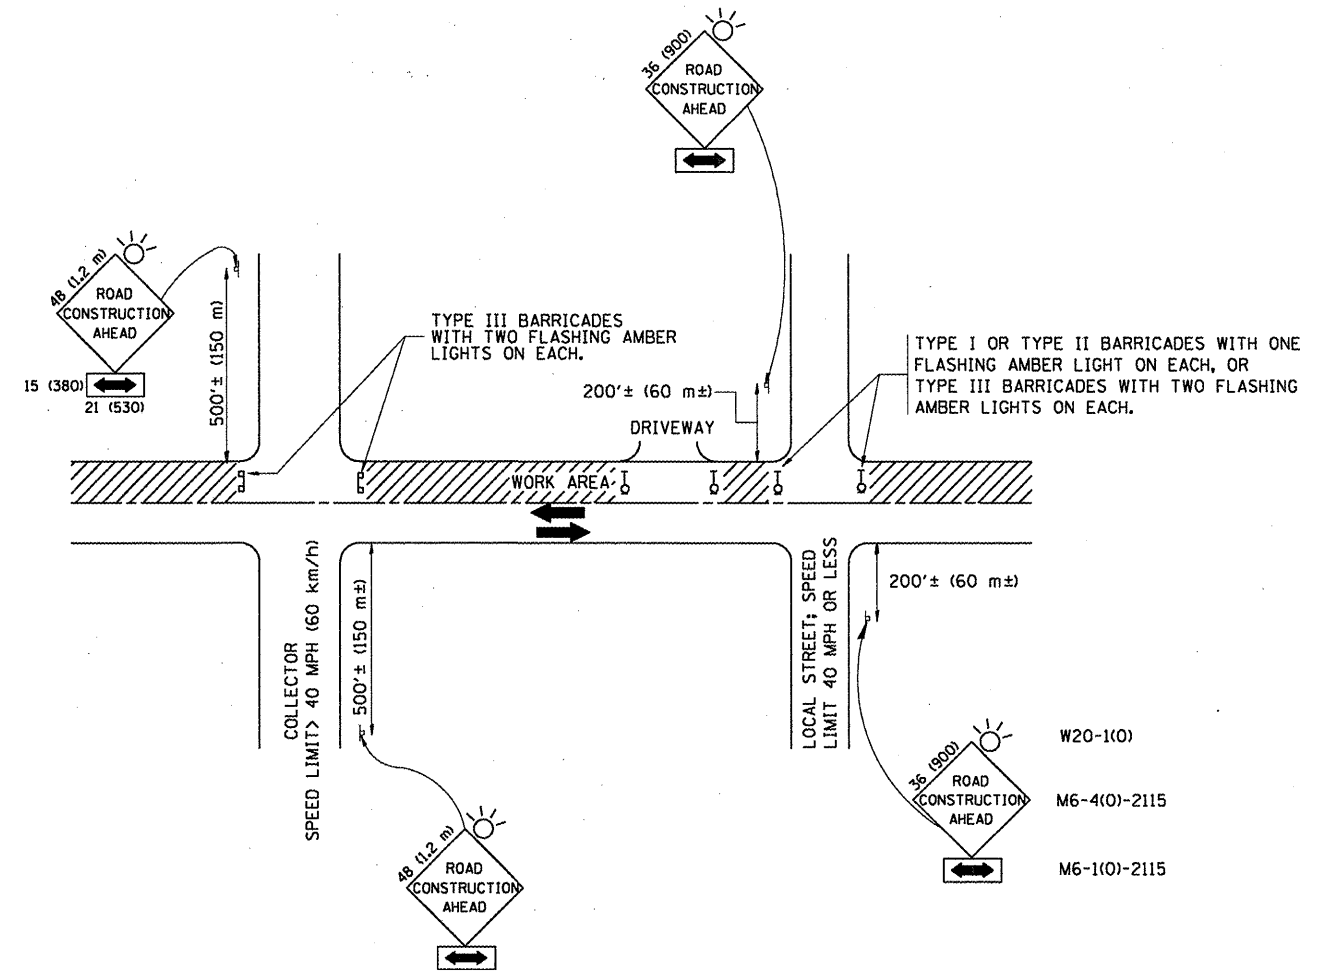 36 (900)
ROAD
CONSTRUCTION
AHEAD
48 (1.2 m)
ROAD
CONSTRUCTION
AHEAD
15 (380)
21 (530)
500'± (150 m)
TYPE III BARRICADES
WITH TWO FLASHING AMBER
LIGHTS ON EACH.
200'± (60 m±)
DRIVEWAY
TYPE I OR TYPE II BARRICADES WITH ONE
FLASHING AMBER LIGHT ON EACH, OR
TYPE III BARRICADES WITH TWO FLASHING
AMBER LIGHTS ON EACH.
WORK AREA
COLLECTOR
SPEED LIMIT> 40 MPH (60 km/h)
500'± (150 m±)
LOCAL STREET; SPEED
LIMIT 40 MPH OR LESS
200'± (60 m±)
48 (1.2 m)
ROAD
CONSTRUCTION
AHEAD
36 (900)
ROAD
CONSTRUCTION
AHEAD
W20-1(O)
M6-4(O)-2115
M6-1(O)-2115